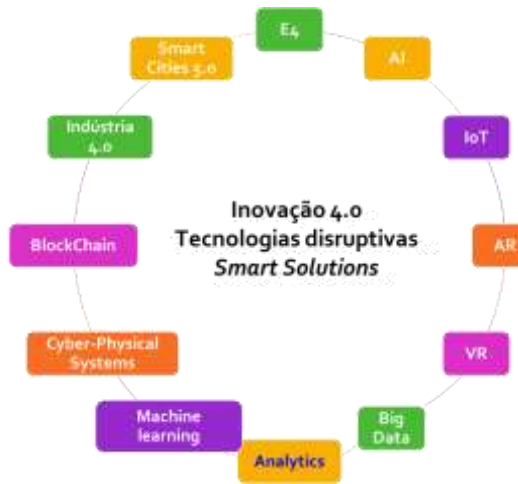 E4
AI
IoT
AR
VR
Big
Data
Analytics
Machine
learning
Cyber-Physical
Systems
BlockChain
Indústria
4.0
Smart
Cities 5.0
Inovação 4.0
Tecnologias disruptivas
Smart Solutions